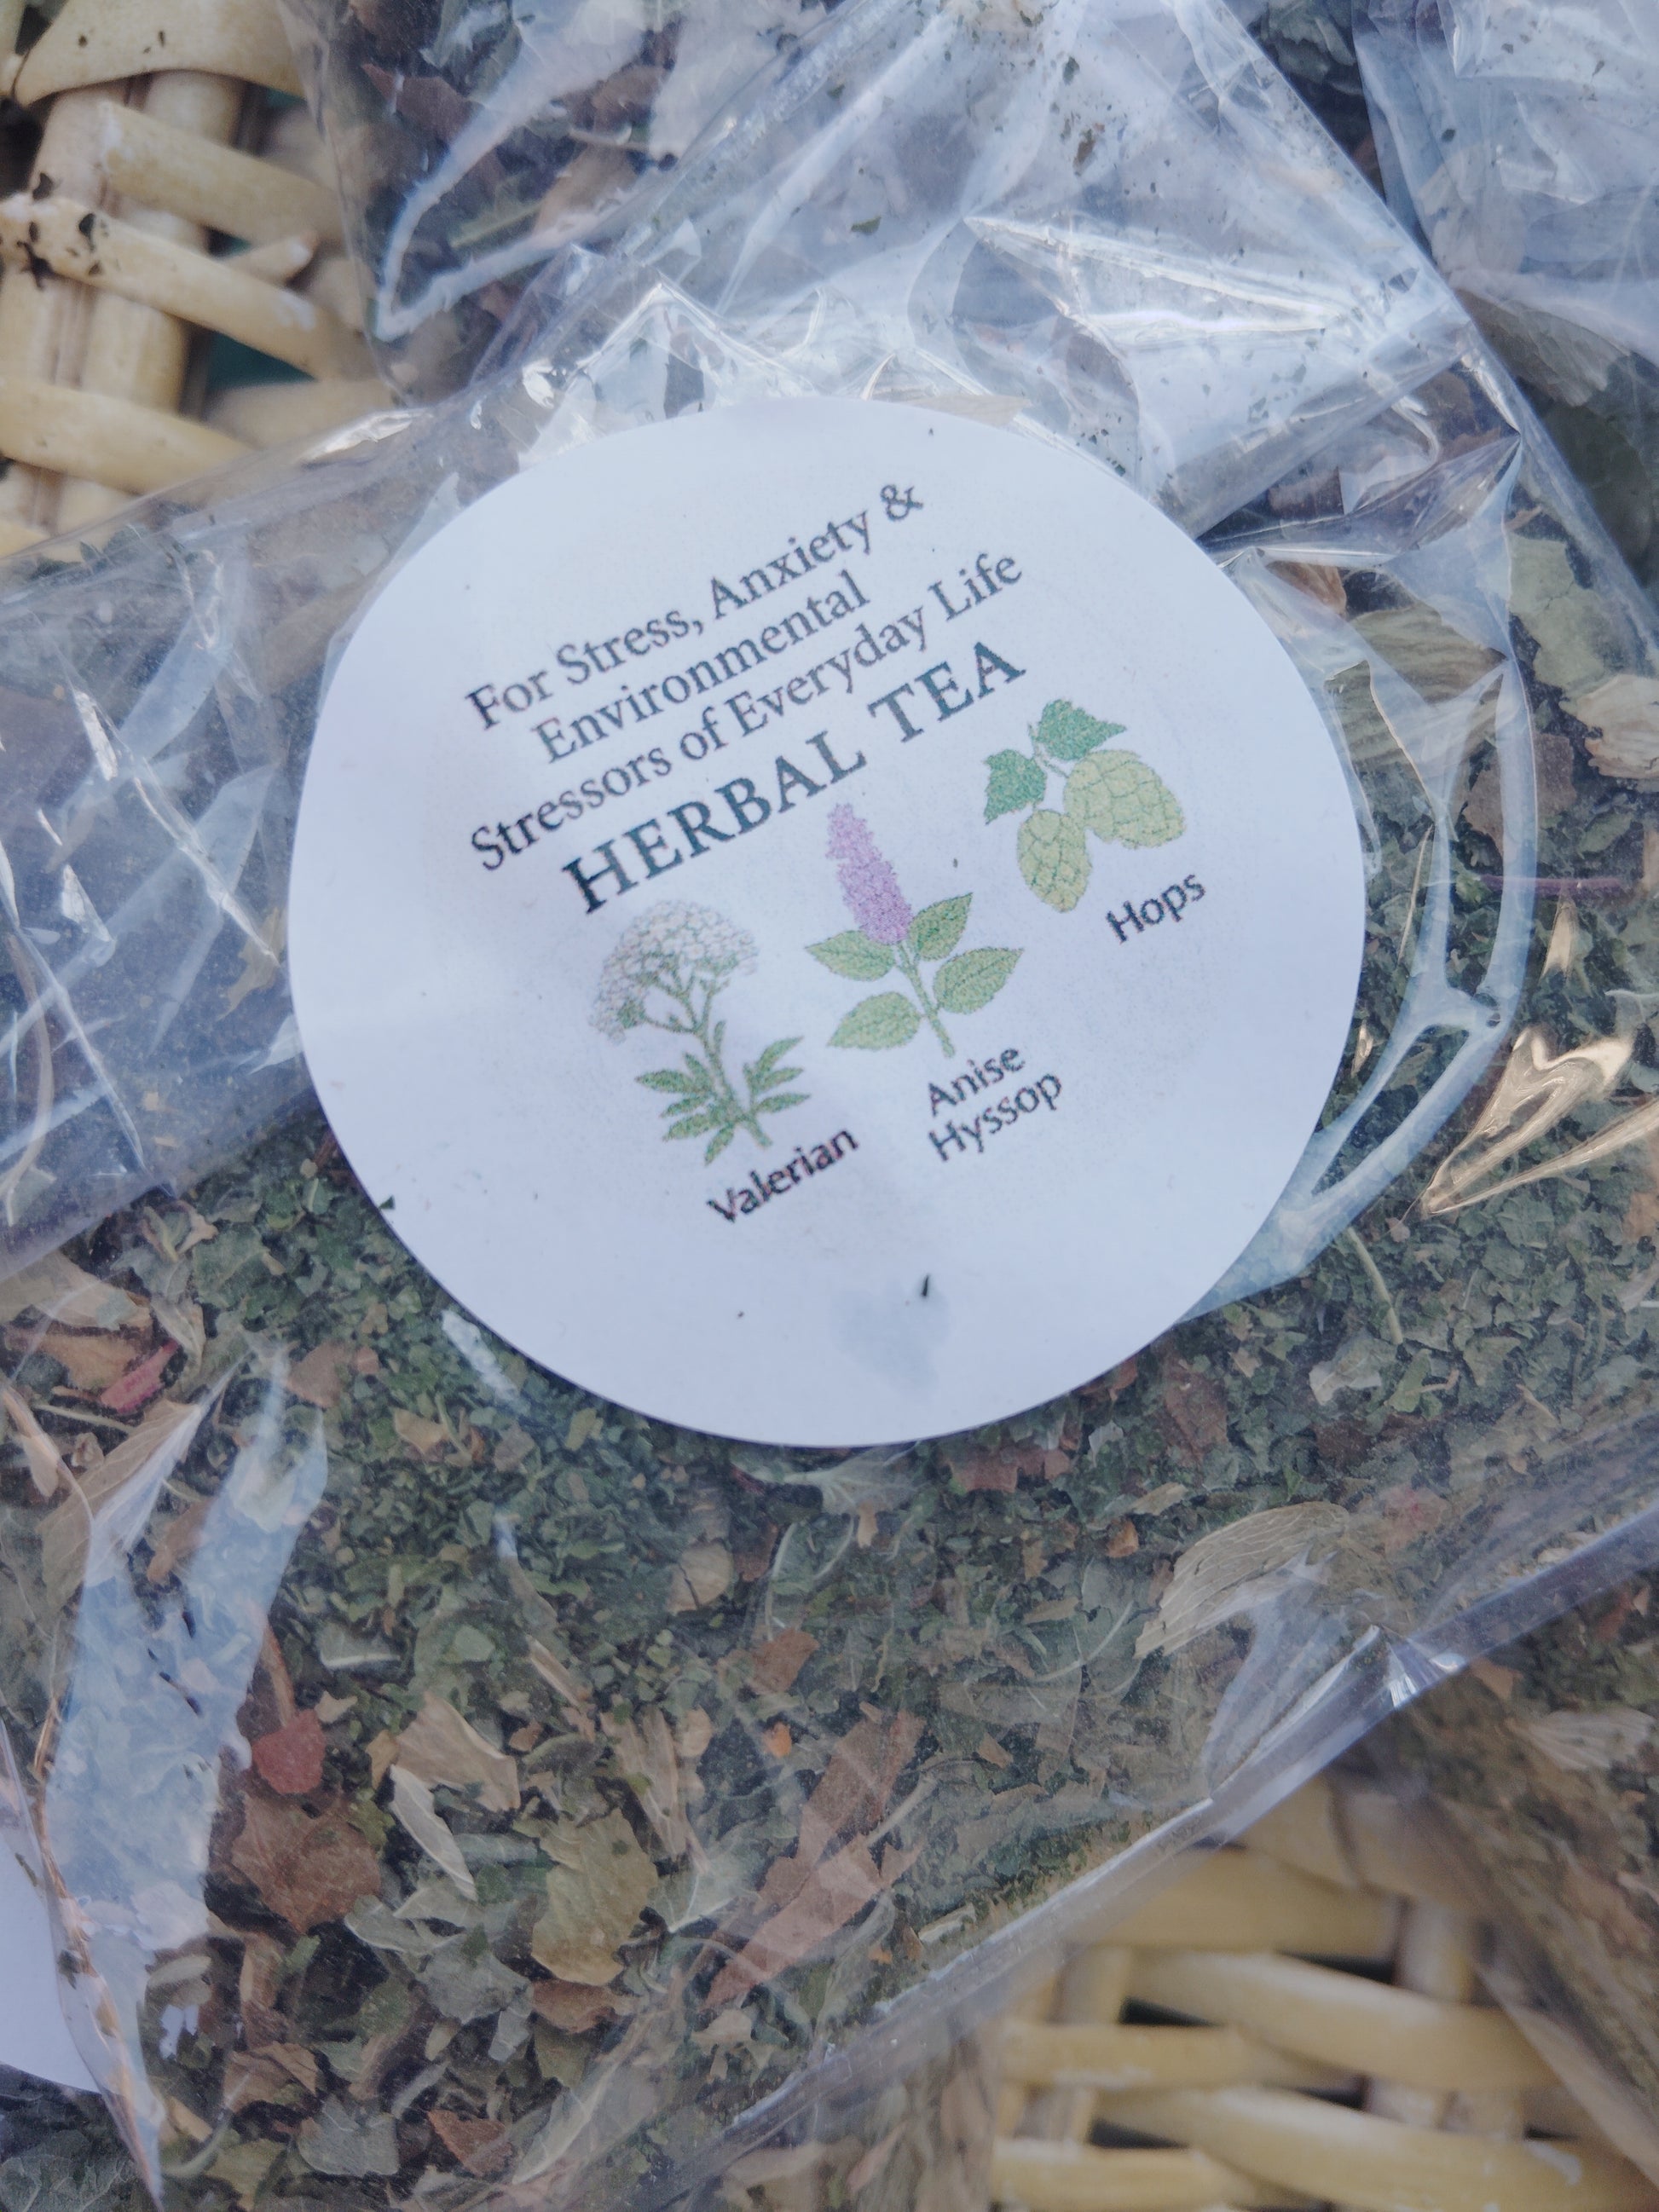 For Stress, Anxiety &
Environmental
Stressors of Everyday Life
HERBAL TEA
Valerian
Anise
Hyssop
Hops